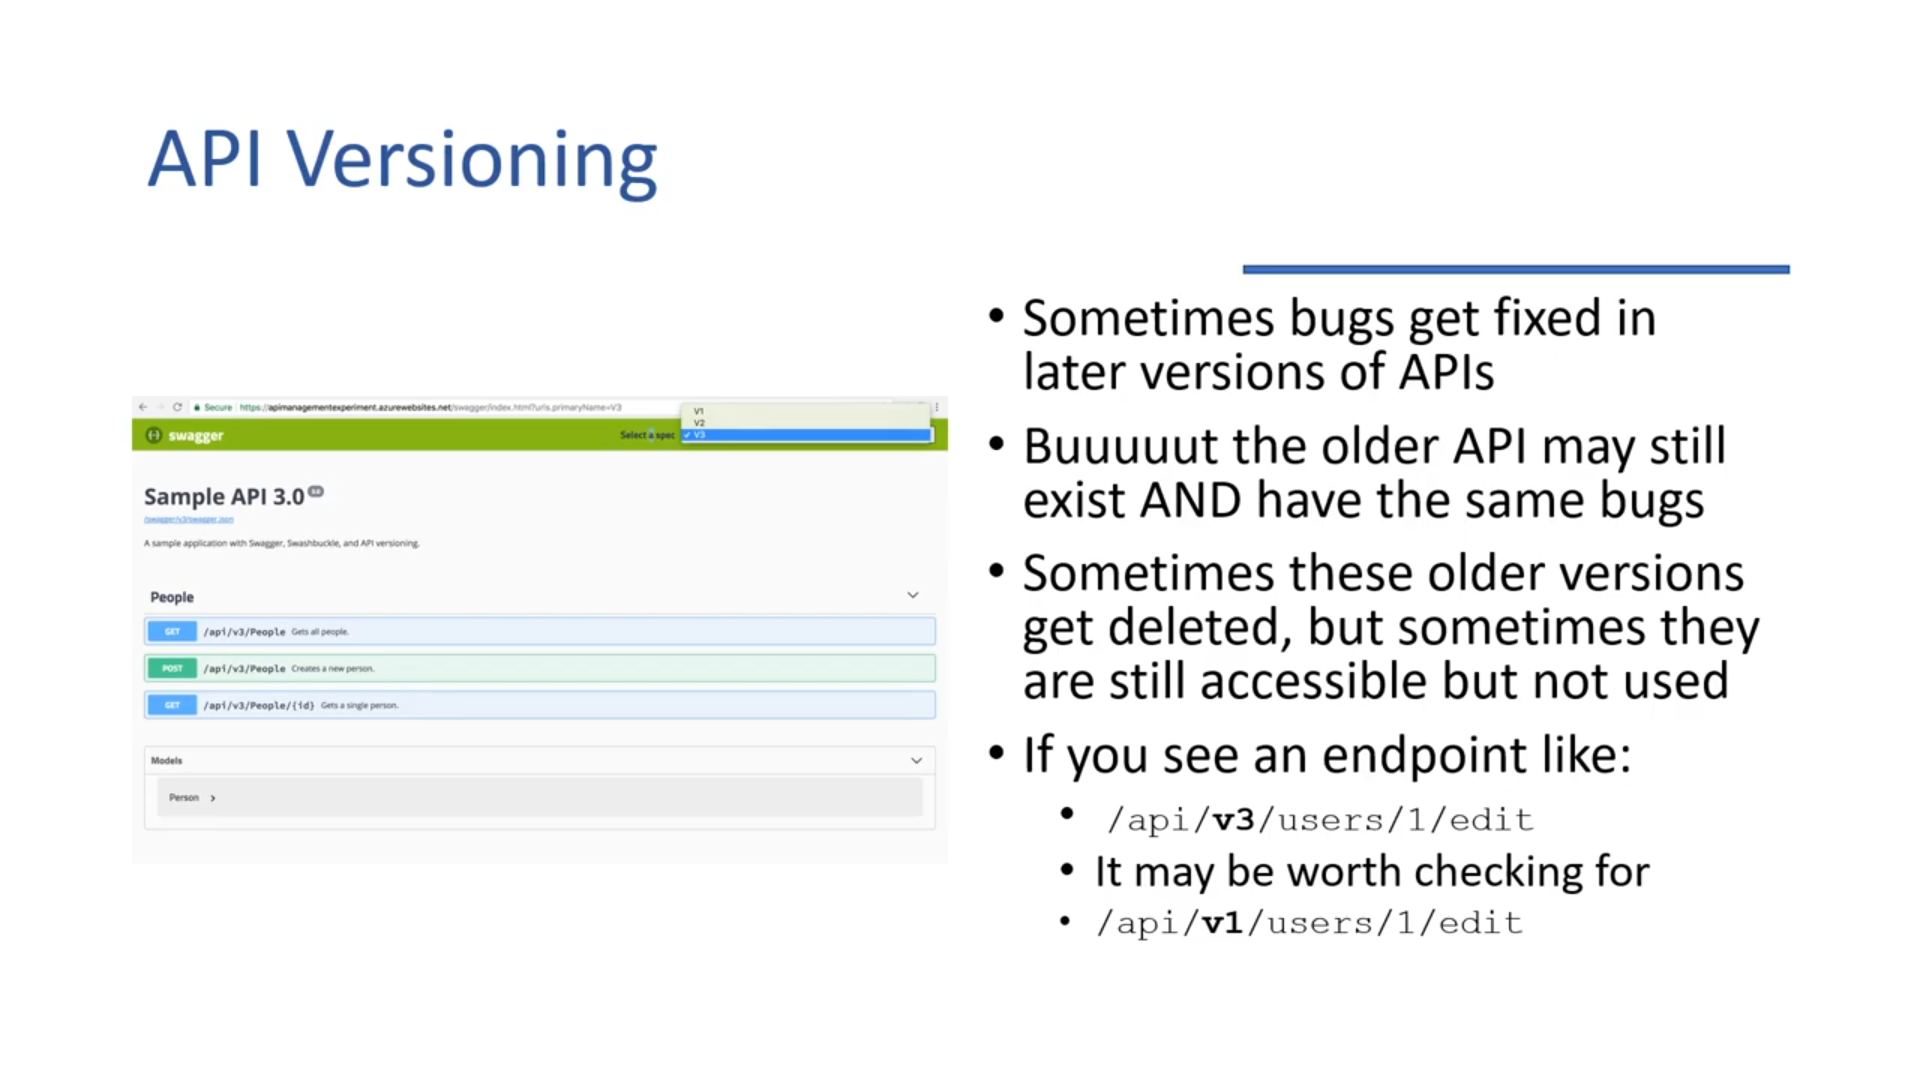 API Versioning
Secure https://apimanagementexperiment.azurewebsites.net/swagger/index.html?urls.primaryName=V3
V1
V2
✓ V3
swagger
Select a spec
Sample API 3.0
/swagger/v3/swagger.json
A sample application with Swagger, Swashbuckle, and API versioning.
People
GET /api/v3/People Gets all people.
POST /api/v3/People Creates a new person.
GET /api/v3/People/{id} Gets a single person.
Models
Person >
• Sometimes bugs get fixed in
later versions of APIs
• Buuuuut the older API may still
exist AND have the same bugs
• Sometimes these older versions
get deleted, but sometimes they
are still accessible but not used
• If you see an endpoint like:
• /api/v3/users/1/edit
• It may be worth checking for
• /api/v1/users/1/edit